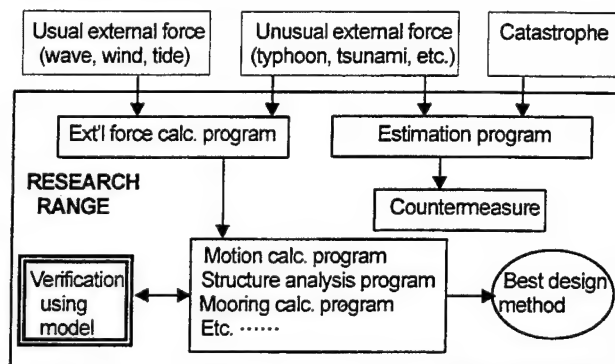 Usual external force
(wave, wind, tide)
Unusual external force
(typhoon, tsunami, etc.)
Catastrophe
Ext'l force calc. program
Estimation program
RESEARCH
RANGE
Countermeasure
Verification
using
model
Motion calc. program
Structure analysis program
Mooring calc. program
Etc. ······
Best design
method